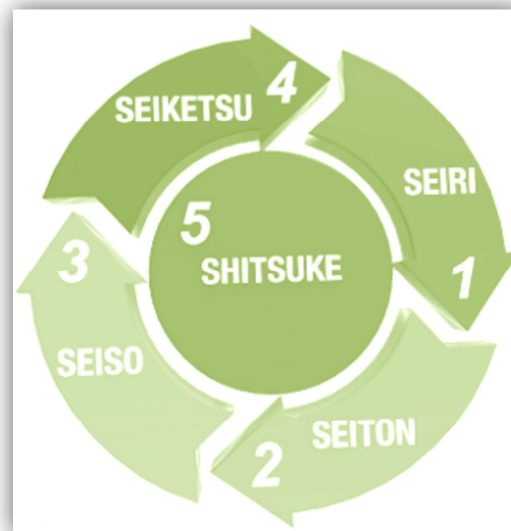 SEIRI
1
SEITON
2
SEISO
3
SEIKETSU
4
5
SHITSUKE